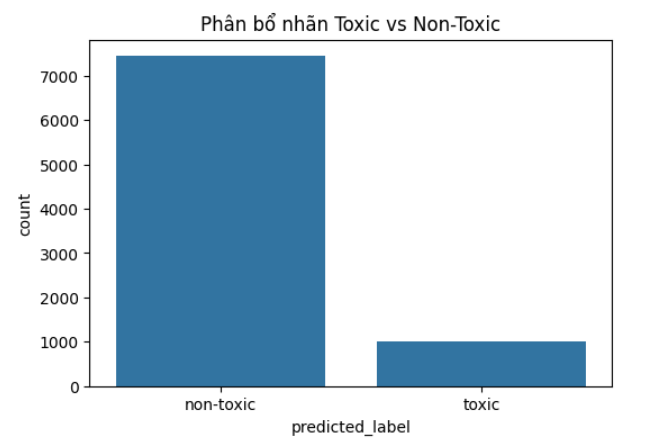 Phân bổ nhãn Toxic vs Non-Toxic
7000
6000
5000
4000
3000
2000
1000
0
count
non-toxic toxic
predicted_label